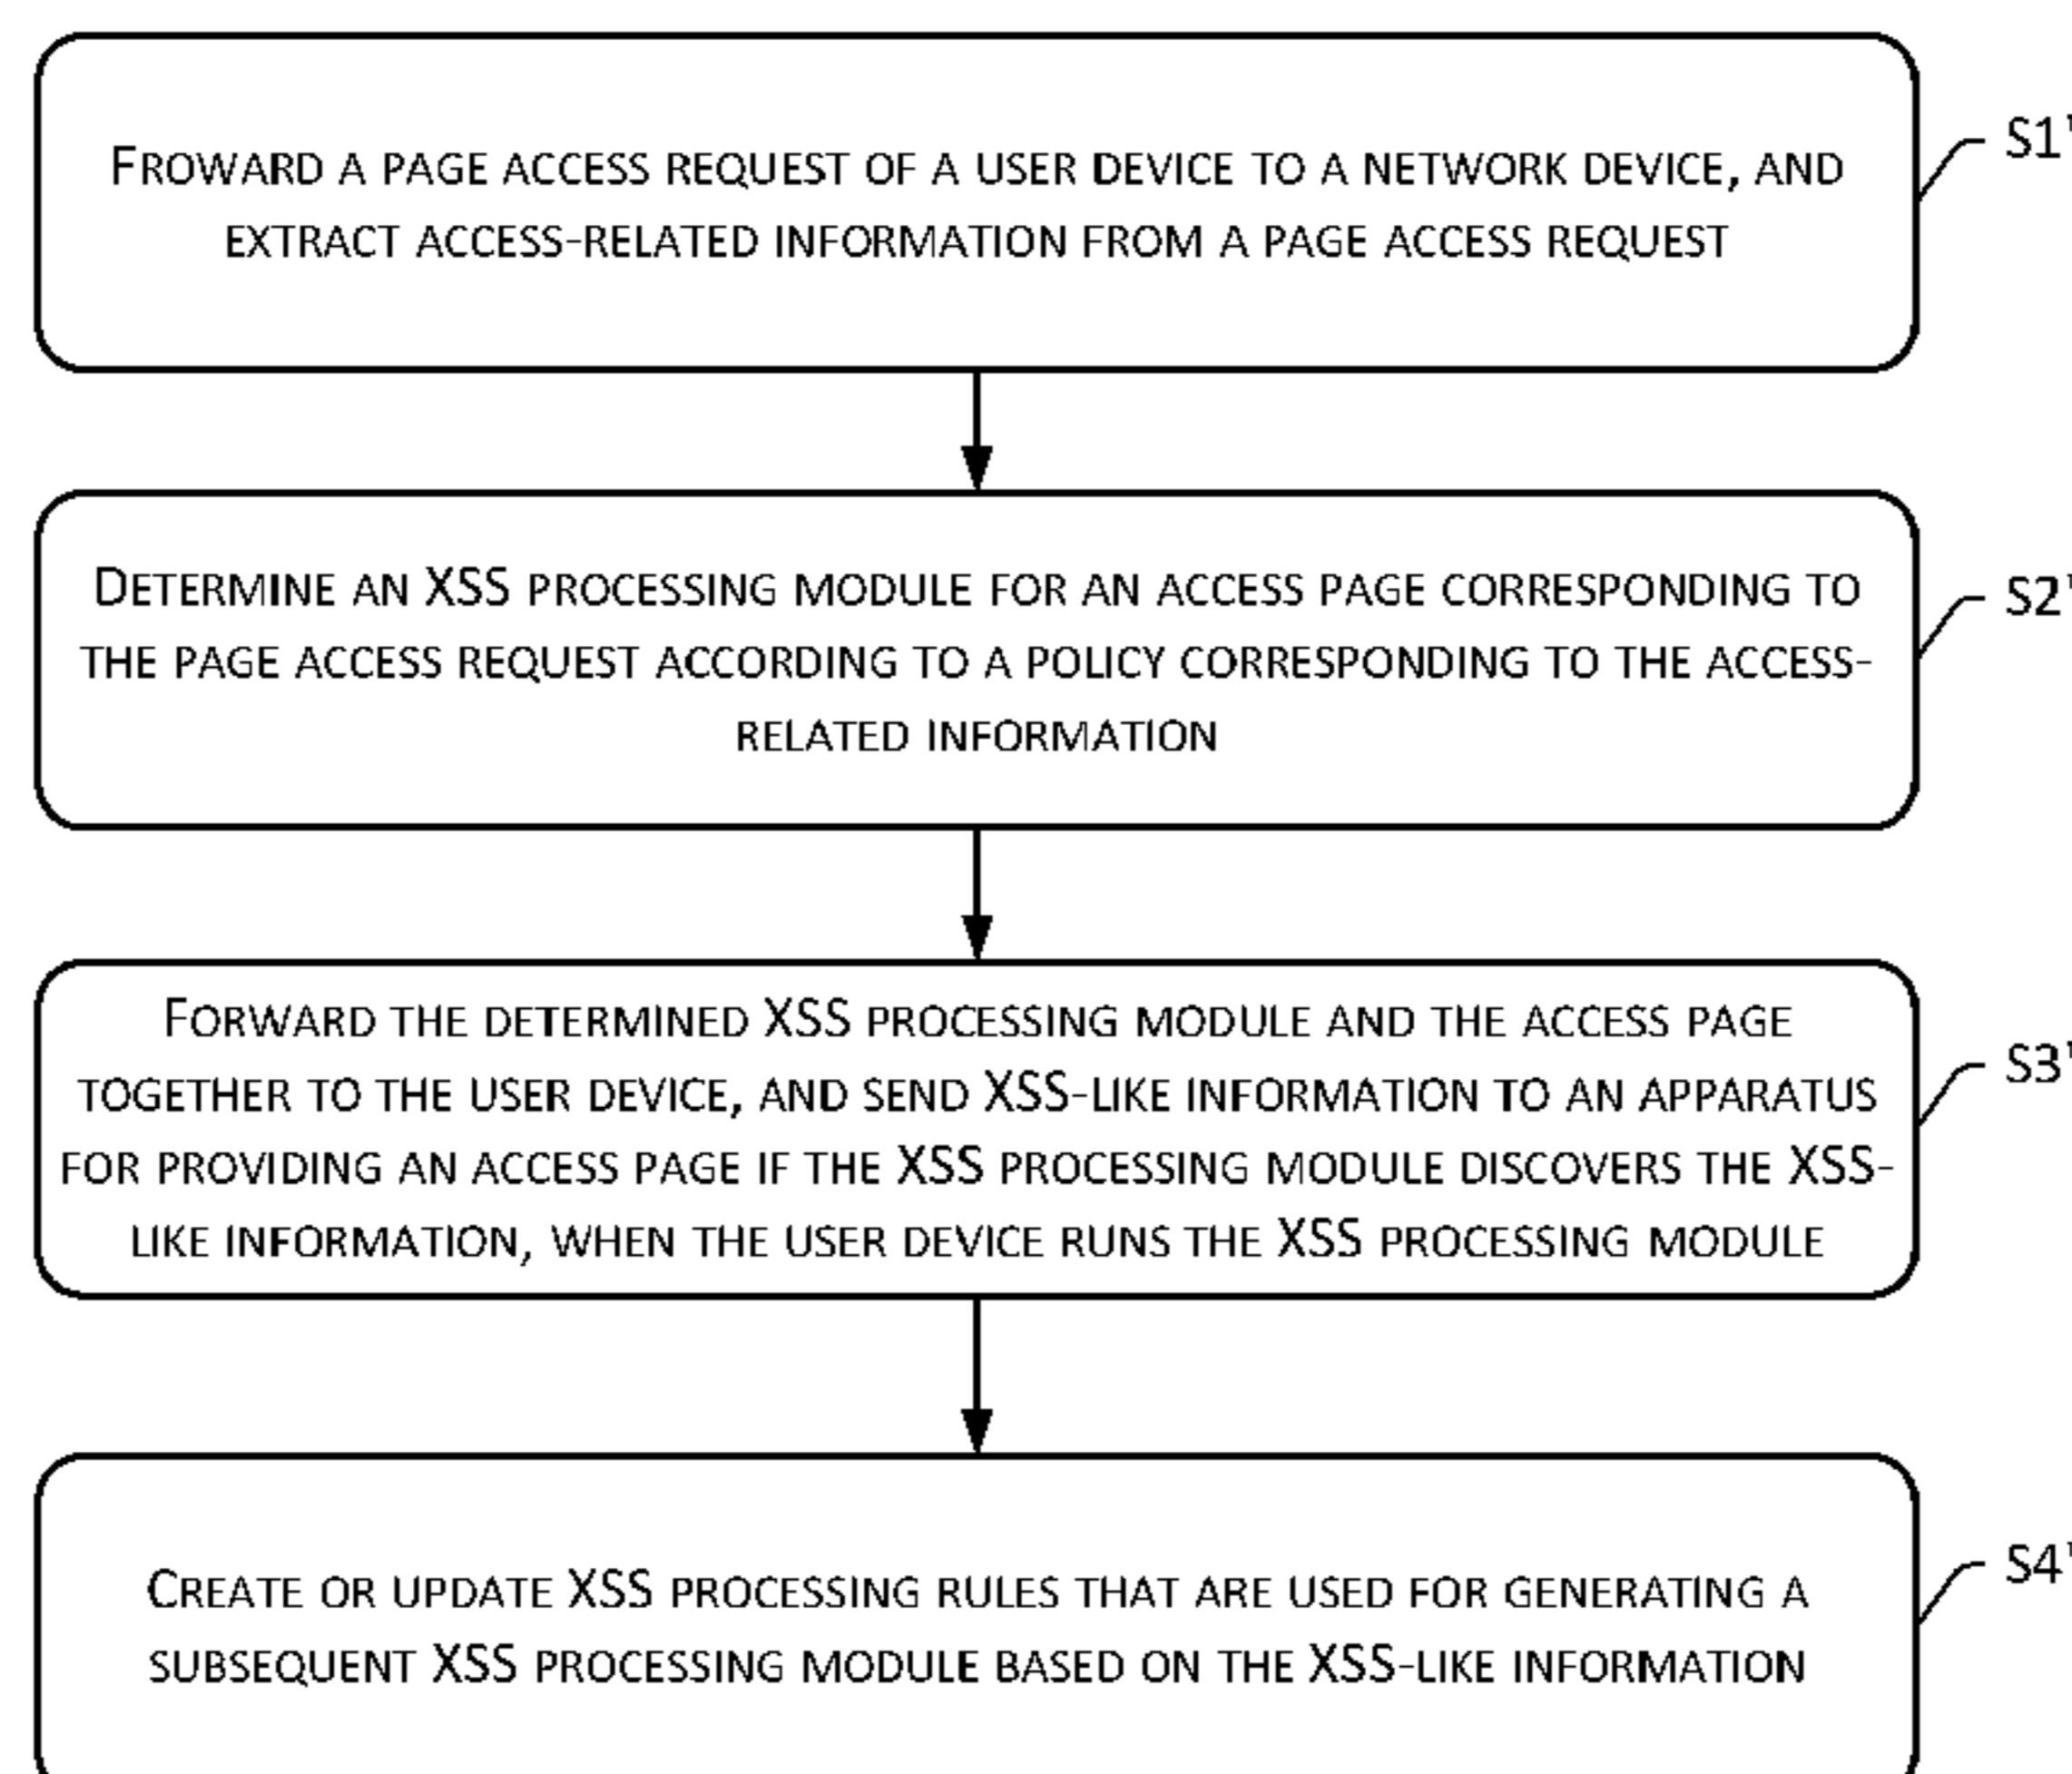 FROWARD A PAGE ACCESS REQUEST OF A USER DEVICE TO A NETWORK DEVICE, AND
EXTRACT ACCESS-RELATED INFORMATION FROM A PAGE ACCESS REQUEST
S1'
DETERMINE AN XSS PROCESSING MODULE FOR AN ACCESS PAGE CORRESPONDING TO
THE PAGE ACCESS REQUEST ACCORDING TO A POLICY CORRESPONDING TO THE ACCESS-
RELATED INFORMATION
S2'
FORWARD THE DETERMINED XSS PROCESSING MODULE AND THE ACCESS PAGE
TOGETHER TO THE USER DEVICE, AND SEND XSS-LIKE INFORMATION TO AN APPARATUS
FOR PROVIDING AN ACCESS PAGE IF THE XSS PROCESSING MODULE DISCOVERS THE XSS-
LIKE INFORMATION, WHEN THE USER DEVICE RUNS THE XSS PROCESSING MODULE
S3'
CREATE OR UPDATE XSS PROCESSING RULES THAT ARE USED FOR GENERATING A
SUBSEQUENT XSS PROCESSING MODULE BASED ON THE XSS-LIKE INFORMATION
S4'